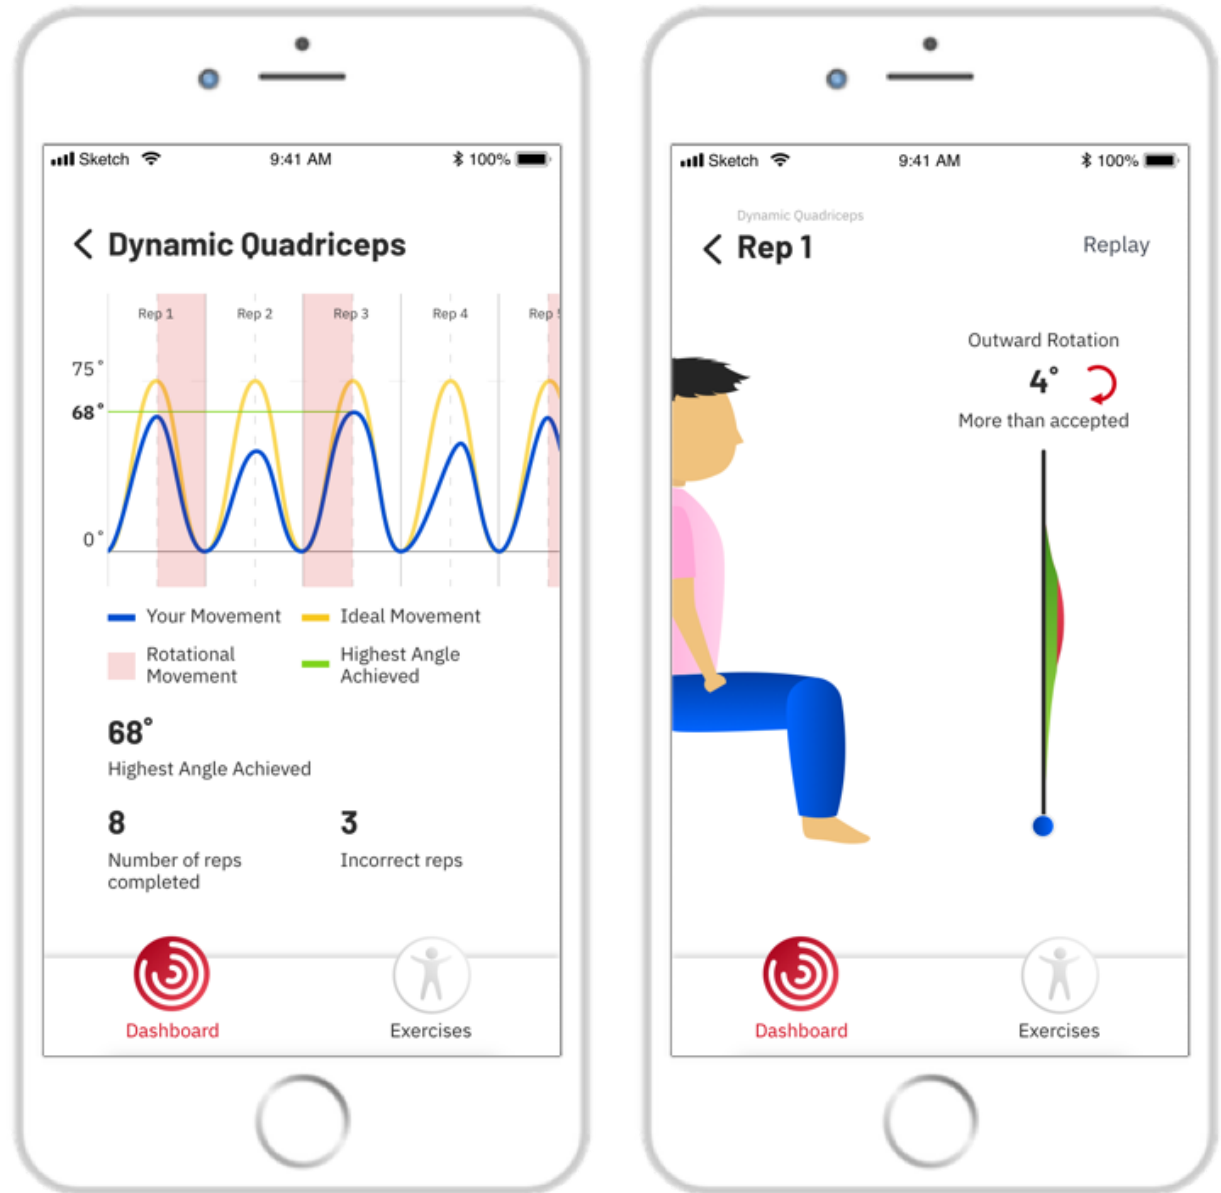 Sketch 9:41 AM 100%
Dynamic Quadriceps
Rep 1 Rep 2 Rep 3 Rep 4 Rep
75°
68°
0°
Your Movement Ideal Movement
Rotational Highest Angle
Movement Achieved
68°
Highest Angle Achieved
8 3
Number of reps Incorrect reps
completed
Dashboard Exercises
Sketch 9:41 AM 100%
Dynamic Quadriceps
Rep 1 Replay
Outward Rotation
4°
More than accepted
Dashboard Exercises